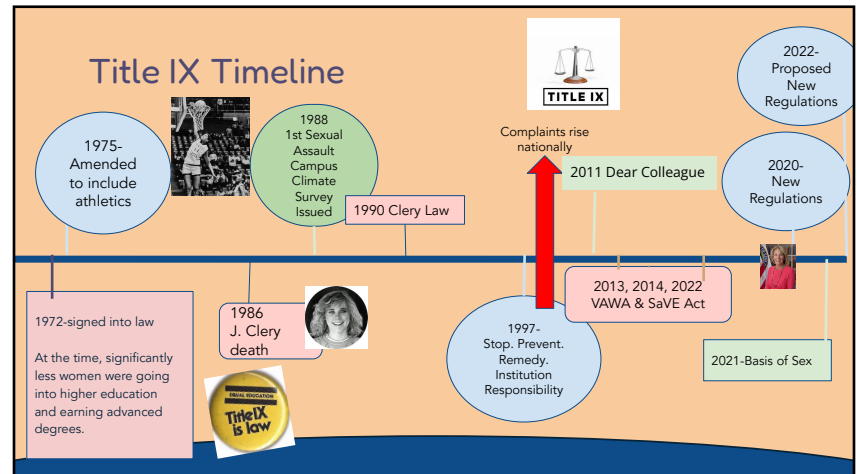 Title IX Timeline
1975-
Amended
to include
athletics
1988
1st Sexual
Assault
Campus
Climate
Survey
Issued
1990 Clery Law
TITLE IX
Complaints rise
nationally
2011 Dear Colleague
2022-
Proposed
New
Regulations
2020-
New
Regulations
1972-signed into law
At the time, significantly
less women were going
into higher education
and earning advanced
degrees.
1986
J. Clery
death
EQUAL EDUCATION
Title IX
is law
1997-
Stop. Prevent.
Remedy.
Institution
Responsibility
2013, 2014, 2022
VAWA & SaVE Act
2021-Basis of Sex